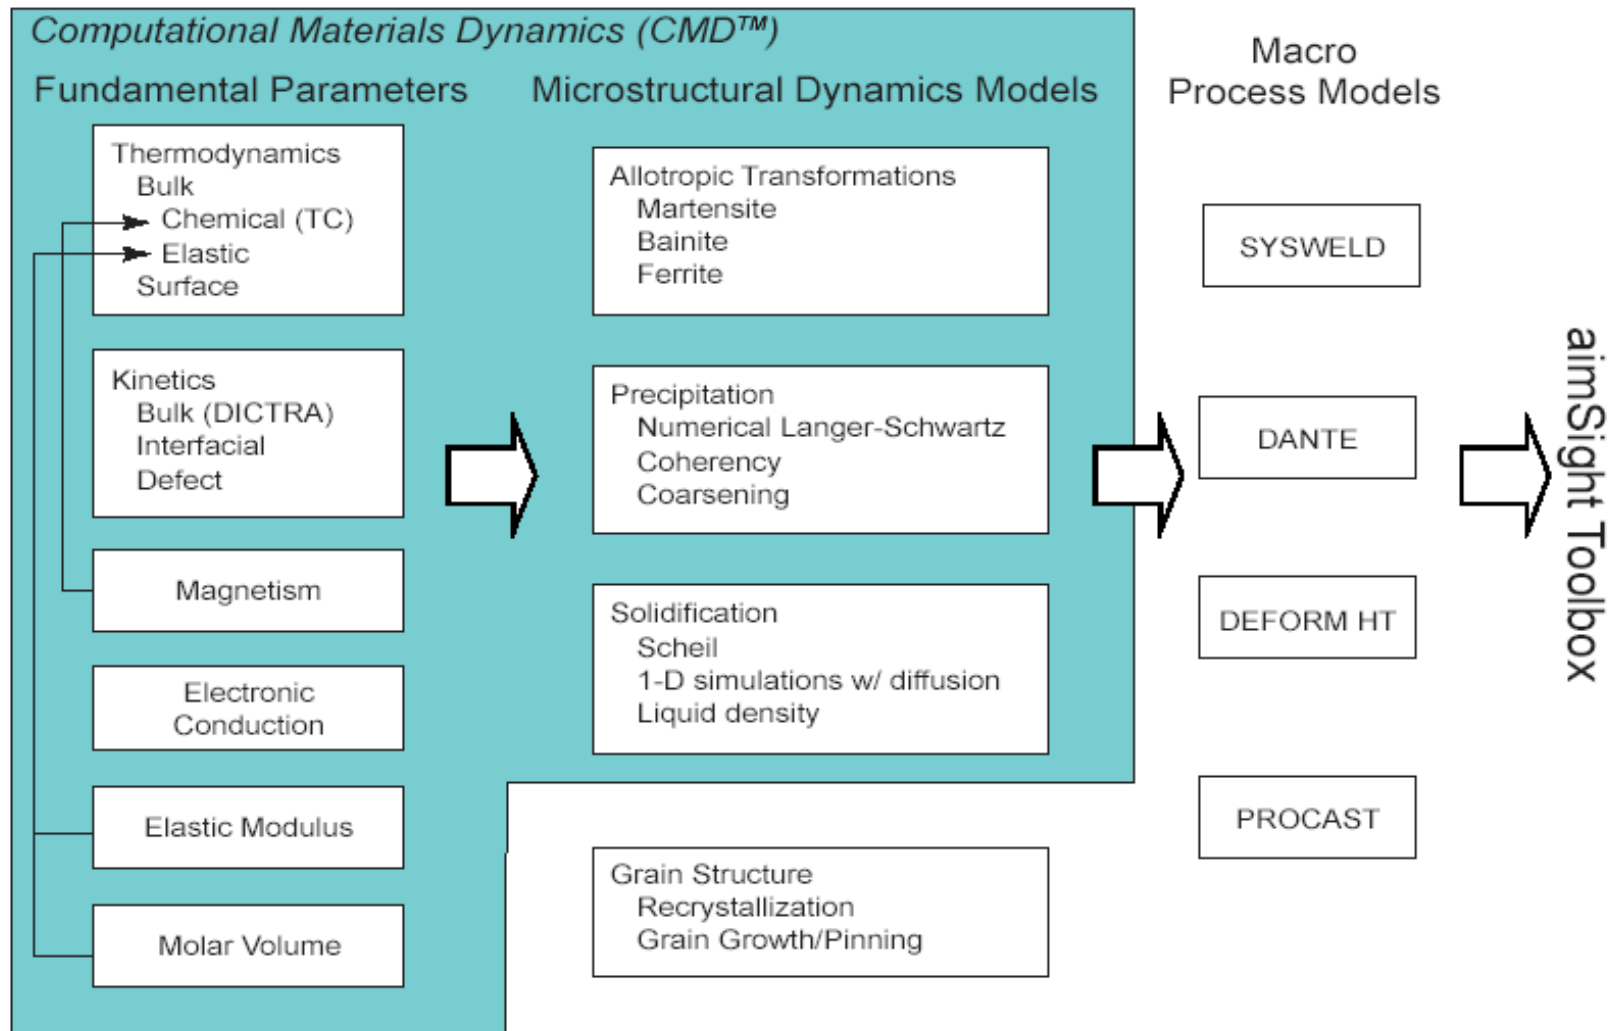 Computational Materials Dynamics (CMD™)
Fundamental Parameters
Thermodynamics
Bulk
Chemical (TC)
Elastic
Surface
Kinetics
Bulk (DICTRA)
Interfacial
Defect
Magnetism
Electronic
Conduction
Elastic Modulus
Molar Volume
Microstructural Dynamics Models
Allotropic Transformations
Martensite
Bainite
Ferrite
Precipitation
Numerical Langer-Schwartz
Coherency
Coarsening
Solidification
Scheil
1-D simulations w/ diffusion
Liquid density
Grain Structure
Recrystallization
Grain Growth/Pinning
Macro
Process Models
SYSWELD
DANTE
DEFORM HT
PROCAST
aimSight Toolbox